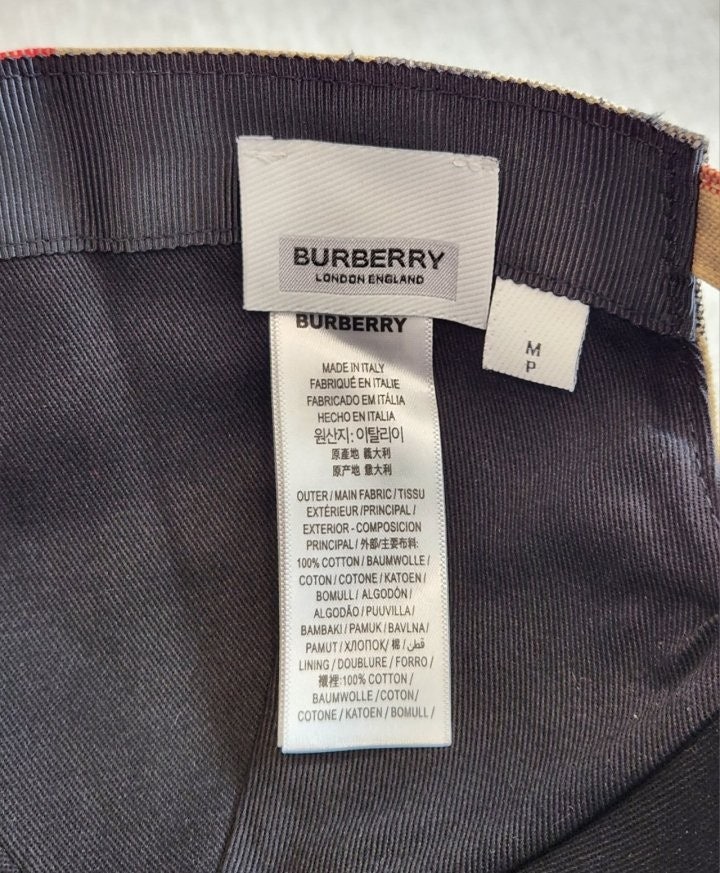 BURBERRY
LONDON ENGLAND
M
P
BURBERRY
MADE IN ITALY
FABRIQUÉ EN ITALIE
FABRICADO EM ITÁLIA
HECHO EN ITALIA
원산지: 이탈리아
原產地 義大利
原产地 意大利
OUTER / MAIN FABRIC / TISSU
EXTÉRIEUR / PRINCIPAL /
EXTERIOR - COMPOSICION
PRINCIPAL / 外部/主要布料:
100% COTTON / BAUMWOLLE /
COTON / COTONE / KATOEN /
BOMULL / ALGODÓN /
ALGODÃO / PUUVILLA /
BAMBAKI / PAMUK / BAVLNA /
PAMUT / ХЛОПОК/ 棉 / قطن/
LINING / DOUBLURE / FORRO /
襯裡:100% COTTON /
BAUMWOLLE / COTON /
COTONE / KATOEN / BOMULL /